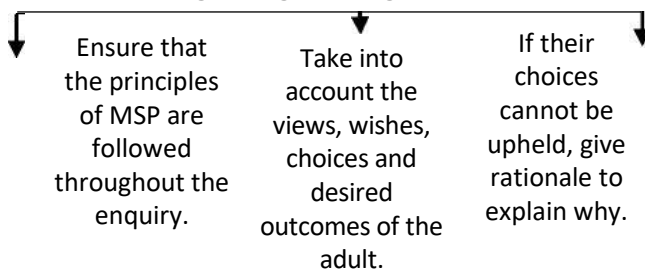 Ensure that
the principles
of MSP are
followed
throughout the
enquiry.
Take into
account the
views, wishes,
choices and
desired
outcomes of the
adult.
If their
choices
cannot be
upheld, give
rationale to
explain why.